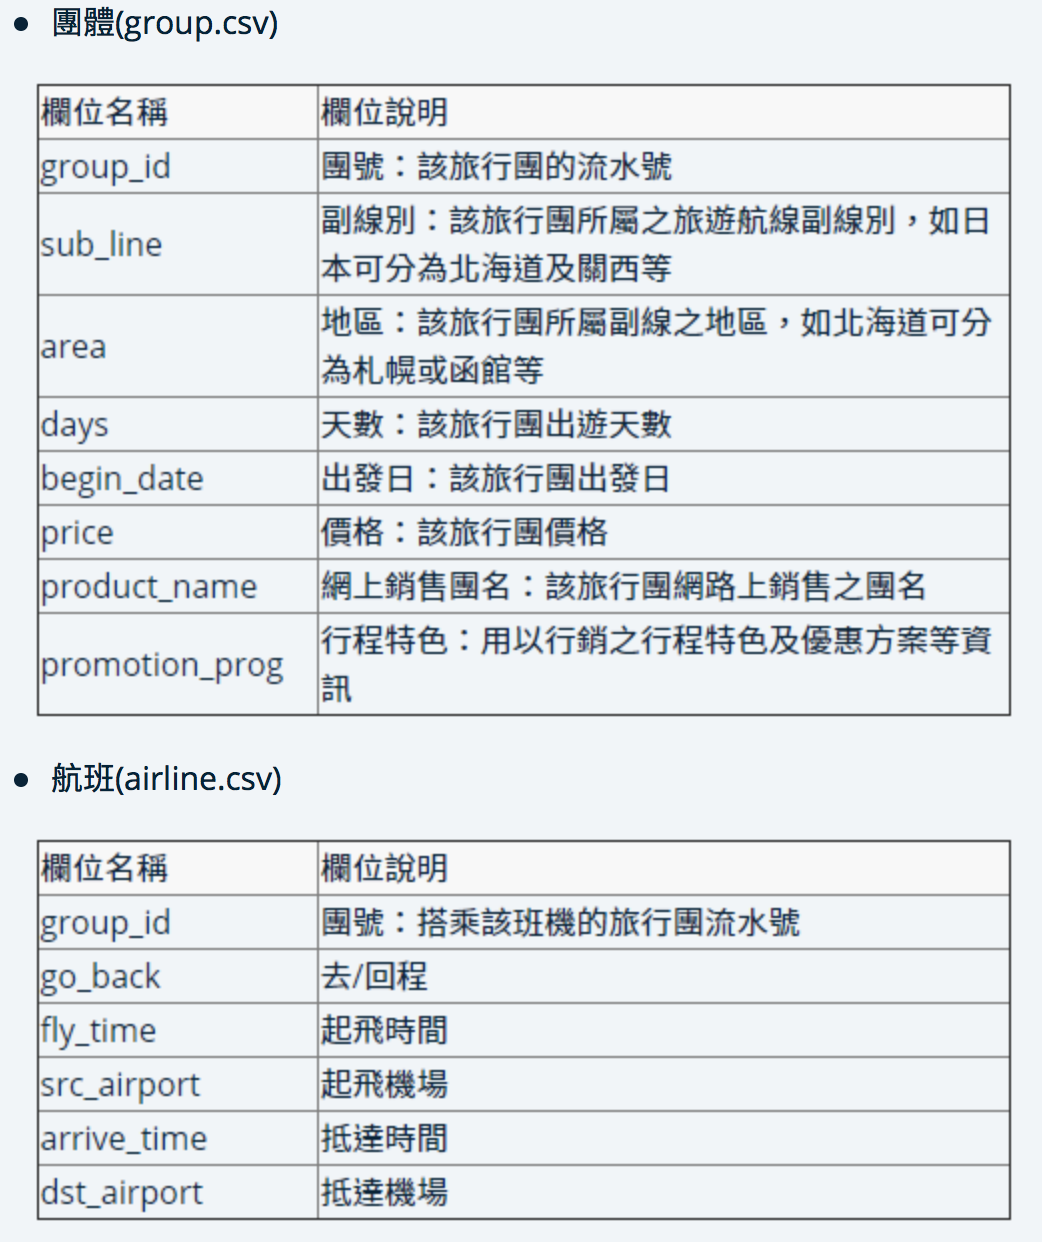 團體(group.csv)
欄位名稱 欄位說明
group_id 團號：該旅行團的流水號
sub_line 副線別：該旅行團所屬之旅遊航線副線別，如日
本可分為北海道及關西等
area 地區：該旅行團所屬副線之地區，如北海道可分
為札幌或函館等
days 天數：該旅行團出遊天數
begin_date 出發日：該旅行團出發日
price 價格：該旅行團價格
product_name 網上銷售團名：該旅行團網路上銷售之團名
promotion_prog 行程特色：用以行銷之行程特色及優惠方案等資
訊
航班(airline.csv)
欄位名稱 欄位說明
group_id 團號：搭乘該班機的旅行團流水號
go_back 去/回程
fly_time 起飛時間
src_airport 起飛機場
arrive_time 抵達時間
dst_airport 抵達機場